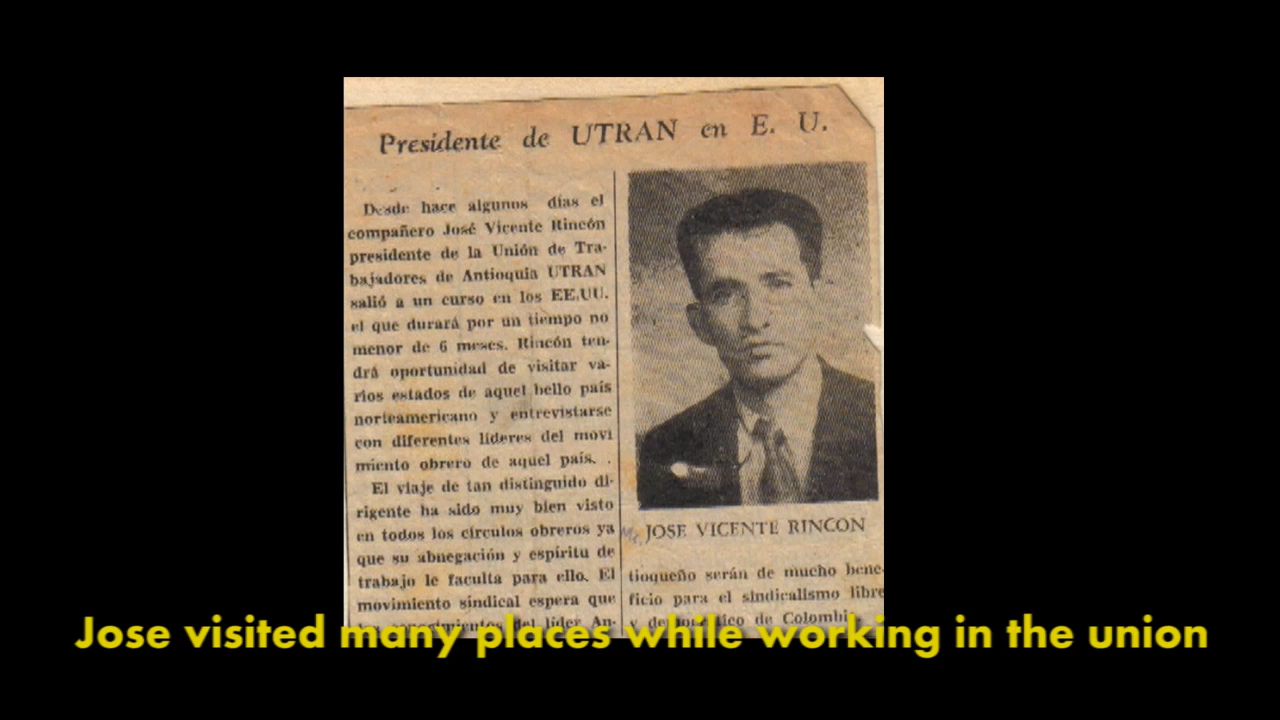 Presidente de UTRAN en E. U.
Desde hace algunos días el
compañero José Vicente Rincón
presidente de la Unión de Tra-
bajadores de Antioquia UTRAN
salió a un curso en los EE.UU.
el que durará por un tiempo no
menor de 6 meses. Rincón ten-
drá oportunidad de visitar va-
rios estados de aquel bello país
norteamericano y entrevistarse
con diferentes líderes del movi
miento obrero de aquel país. .
El viaje de tan distinguido di-
rigente ha sido muy bien visto
en todos los círculos obreros ya
que su abnegación y espíritu de
trabajo le faculta para ello. El
movimiento sindical espera que
del líder An-
JOSE VICENTE RINCON
tioqueño serán de mucho bene-
ficio para el sindicalismo libre
y de Colombia
Jose visited many places while working in the union